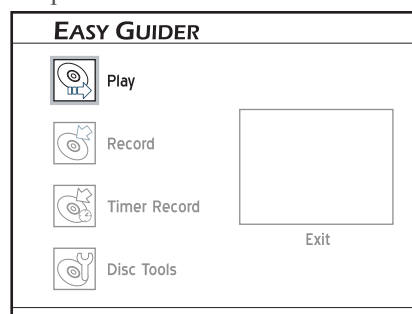 EASY GUIDER
Play
Record
Timer Record
Exit
Disc Tools